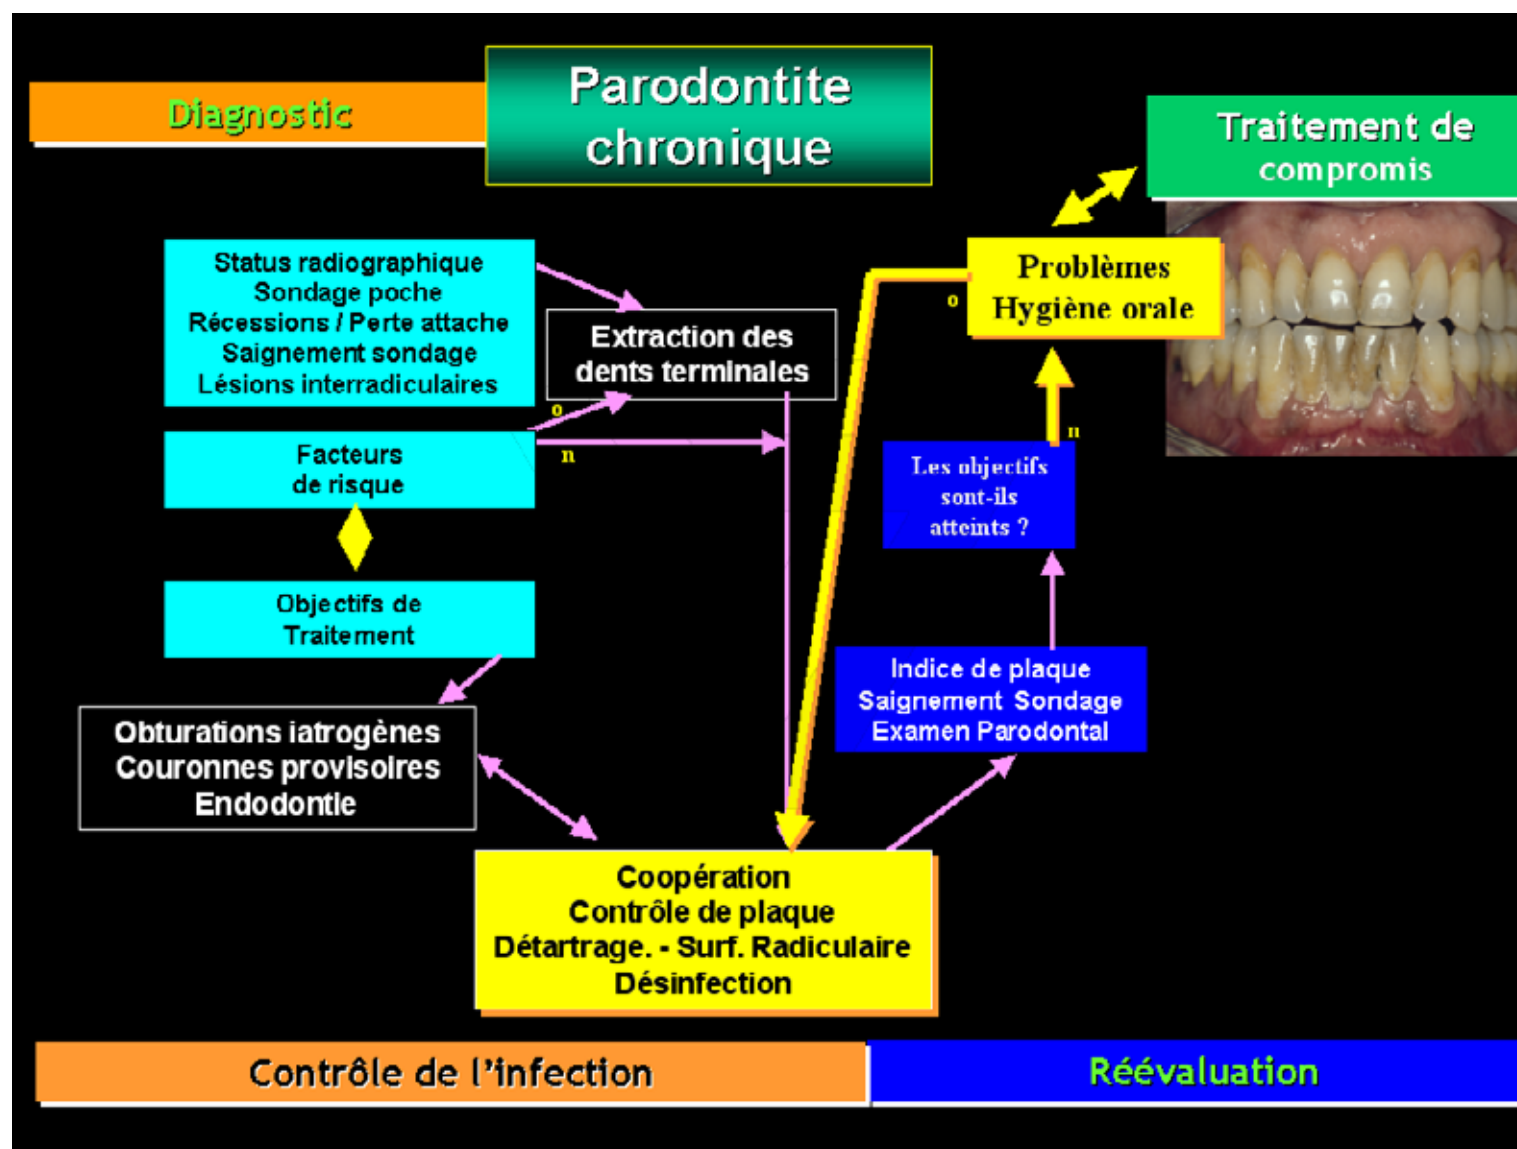 Diagnostic
Parodontite
chronique
Traitement de
compromis
Status radiographique
Sondage poche
Récessions / Perte attache
Saignement sondage
Lésions interradiculaires
Extraction des
dents terminales
Problèmes
Hygiène orale
o
o
n
n
Facteurs
de risque
Les objectifs
sont-ils
atteints ?
Objectifs de
Traitement
Indice de plaque
Saignement Sondage
Examen Parodontal
Obturations iatrogènes
Couronnes provisoires
Endodontie
Coopération
Contrôle de plaque
Détartrage. - Surf. Radiculaire
Désinfection
Contrôle de l'infection
Réévaluation